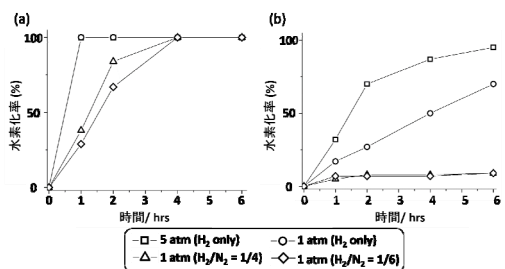 (a)
100
50
0
水素化率 (%)
0 1 2 3 4 5 6
時間/ hrs
(b)
100
50
0
水素化率 (%)
0 1 2 3 4 5 6
時間/ hrs
5 atm (H₂ only)
1 atm (H₂ only)
1 atm (H₂/N₂ = 1/4)
1 atm (H₂/N₂ = 1/6)